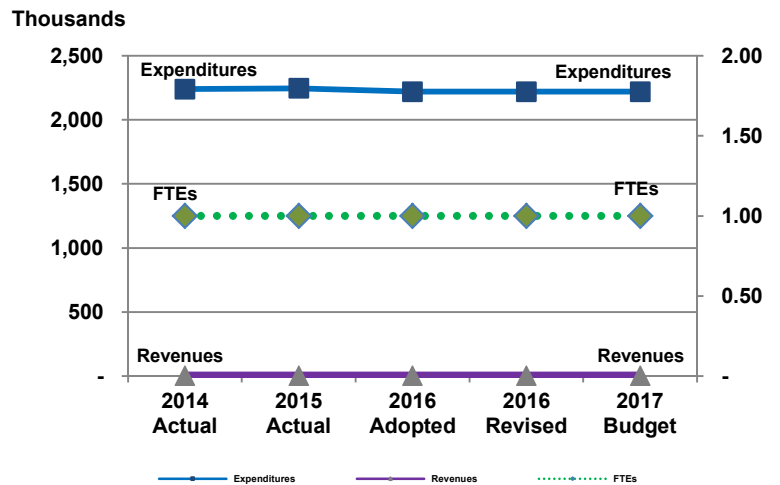 Thousands
2,500
2,000
1,500
1,000
500
-
2.00
1.50
1.00
0.50
-
Expenditures
Expenditures
FTEs
FTEs
Revenues
Revenues
2014 Actual
2015 Actual
2016 Adopted
2016 Revised
2017 Budget
Expenditures
Revenues
FTEs